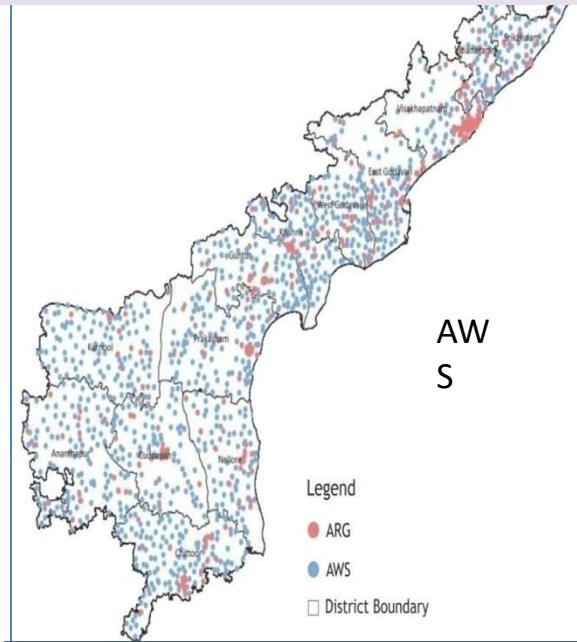 Srikakulam
Vizianagaram
Visakhapatnam
East Godavari
West Godavari
Krishna
Guntur
Prakasham
Kurnool
AW
S
Ananthapur
Cuddapah
Nellore
Chittoor
Legend
ARG
AWS
District Boundary